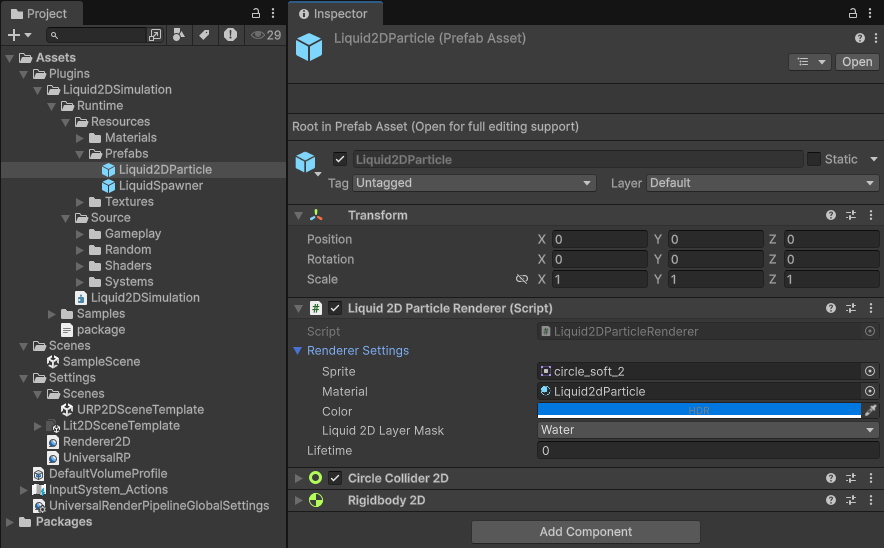 Project
29
Assets
Plugins
Liquid2DSimulation
Runtime
Resources
Materials
Prefabs
Liquid2DParticle
LiquidSpawner
Textures
Source
Gameplay
Random
Shaders
Systems
Liquid2DSimulation
Samples
package
Scenes
SampleScene
Settings
Scenes
URP2DSceneTemplate
Lit2DSceneTemplate
Renderer2D
UniversalRP
DefaultVolumeProfile
InputSystem_Actions
UniversalRenderPipelineGlobalSettings
Packages
Inspector
Liquid2DParticle (Prefab Asset)
Open
Root in Prefab Asset (Open for full editing support)
Liquid2DParticle Static
Tag Untagged Layer Default
Transform
Position X 0 Y 0 Z 0
Rotation X 0 Y 0 Z 0
Scale X 1 Y 1 Z 1
# Liquid 2D Particle Renderer (Script)
Script # Liquid2DParticleRenderer
Renderer Settings
Sprite circle_soft_2
Material Liquid2dParticle
Color HDR
Liquid 2D Layer Mask Water
Lifetime 0
Circle Collider 2D
Rigidbody 2D
Add Component